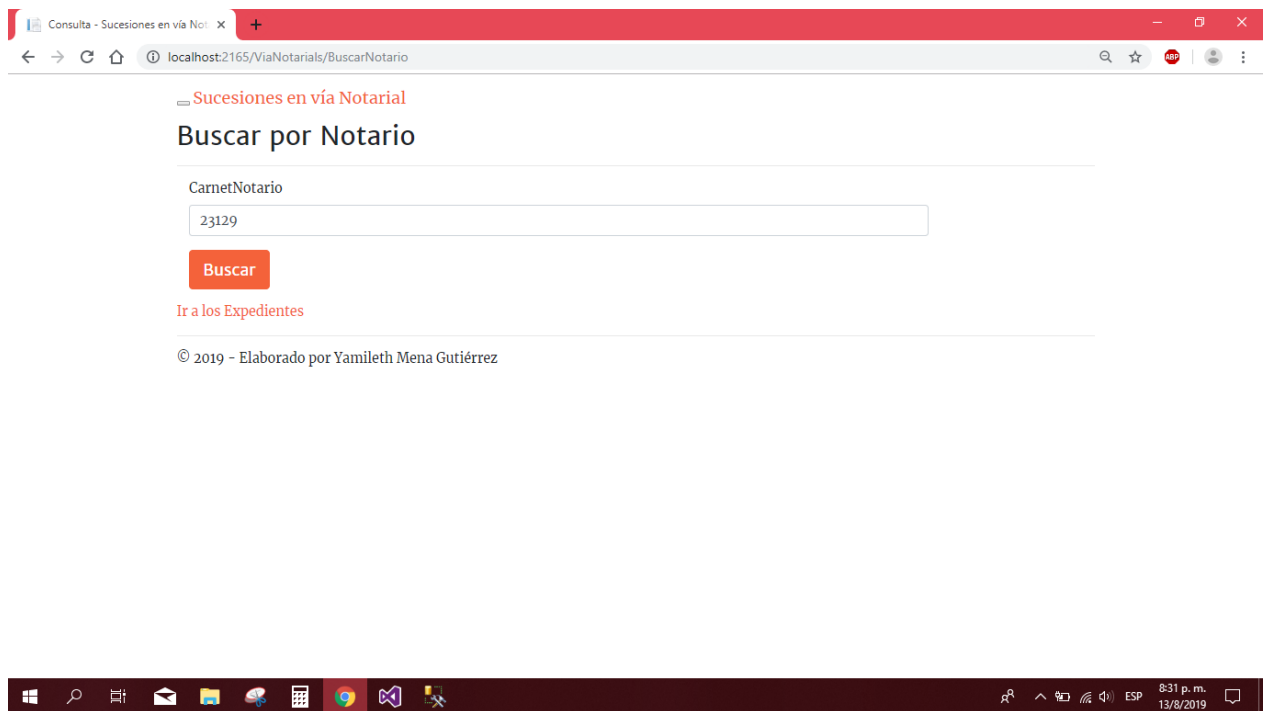 Consulta - Sucesiones en vía Not
localhost:2165/ViaNotarials/BuscarNotario
ABP
Sucesiones en vía Notarial
Buscar por Notario
CarnetNotario
23129
Buscar
Ir a los Expedientes
© 2019 - Elaborado por Yamileth Mena Gutiérrez
ESP
8:31 p. m.
13/8/2019